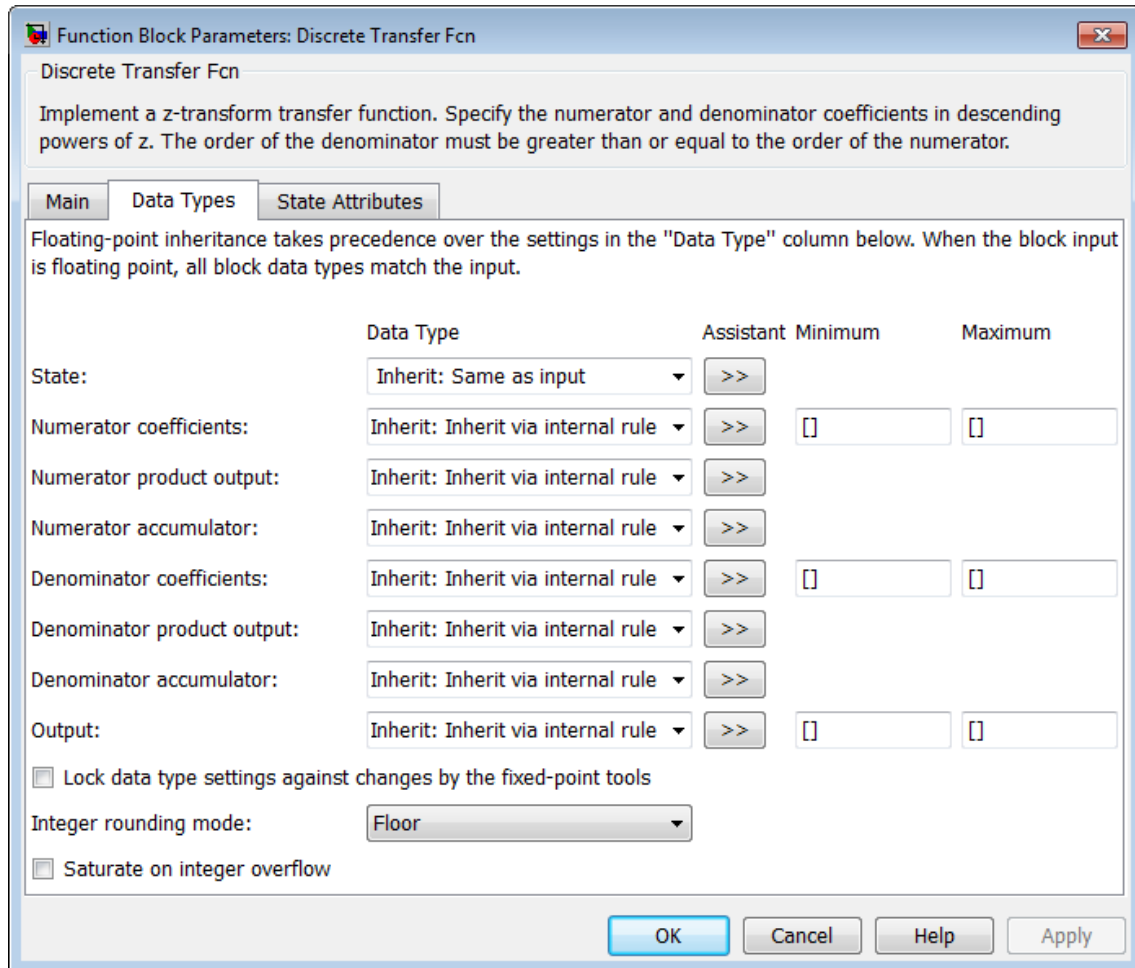 Function Block Parameters: Discrete Transfer Fcn
Discrete Transfer Fcn
Implement a z-transform transfer function. Specify the numerator and denominator coefficients in descending
powers of z. The order of the denominator must be greater than or equal to the order of the numerator.
Main Data Types State Attributes
Floating-point inheritance takes precedence over the settings in the "Data Type" column below. When the block input
is floating point, all block data types match the input.
Data Type Assistant Minimum Maximum
State: Inherit: Same as input >>
Numerator coefficients: Inherit: Inherit via internal rule >> [] []
Numerator product output: Inherit: Inherit via internal rule >>
Numerator accumulator: Inherit: Inherit via internal rule >>
Denominator coefficients: Inherit: Inherit via internal rule >> [] []
Denominator product output: Inherit: Inherit via internal rule >>
Denominator accumulator: Inherit: Inherit via internal rule >>
Output: Inherit: Inherit via internal rule >> [] []
Lock data type settings against changes by the fixed-point tools
Integer rounding mode: Floor
Saturate on integer overflow
OK Cancel Help Apply